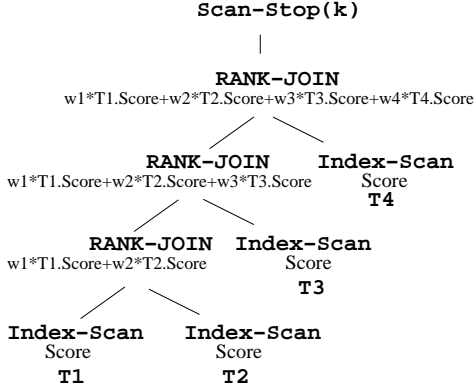 Scan-Stop(k)
RANK-JOIN
w1*T1.Score+w2*T2.Score+w3*T3.Score+w4*T4.Score
RANK-JOIN Index-Scan
w1*T1.Score+w2*T2.Score+w3*T3.Score Score
T4
RANK-JOIN Index-Scan
w1*T1.Score+w2*T2.Score Score
T3
Index-Scan Index-Scan
Score Score
T1 T2